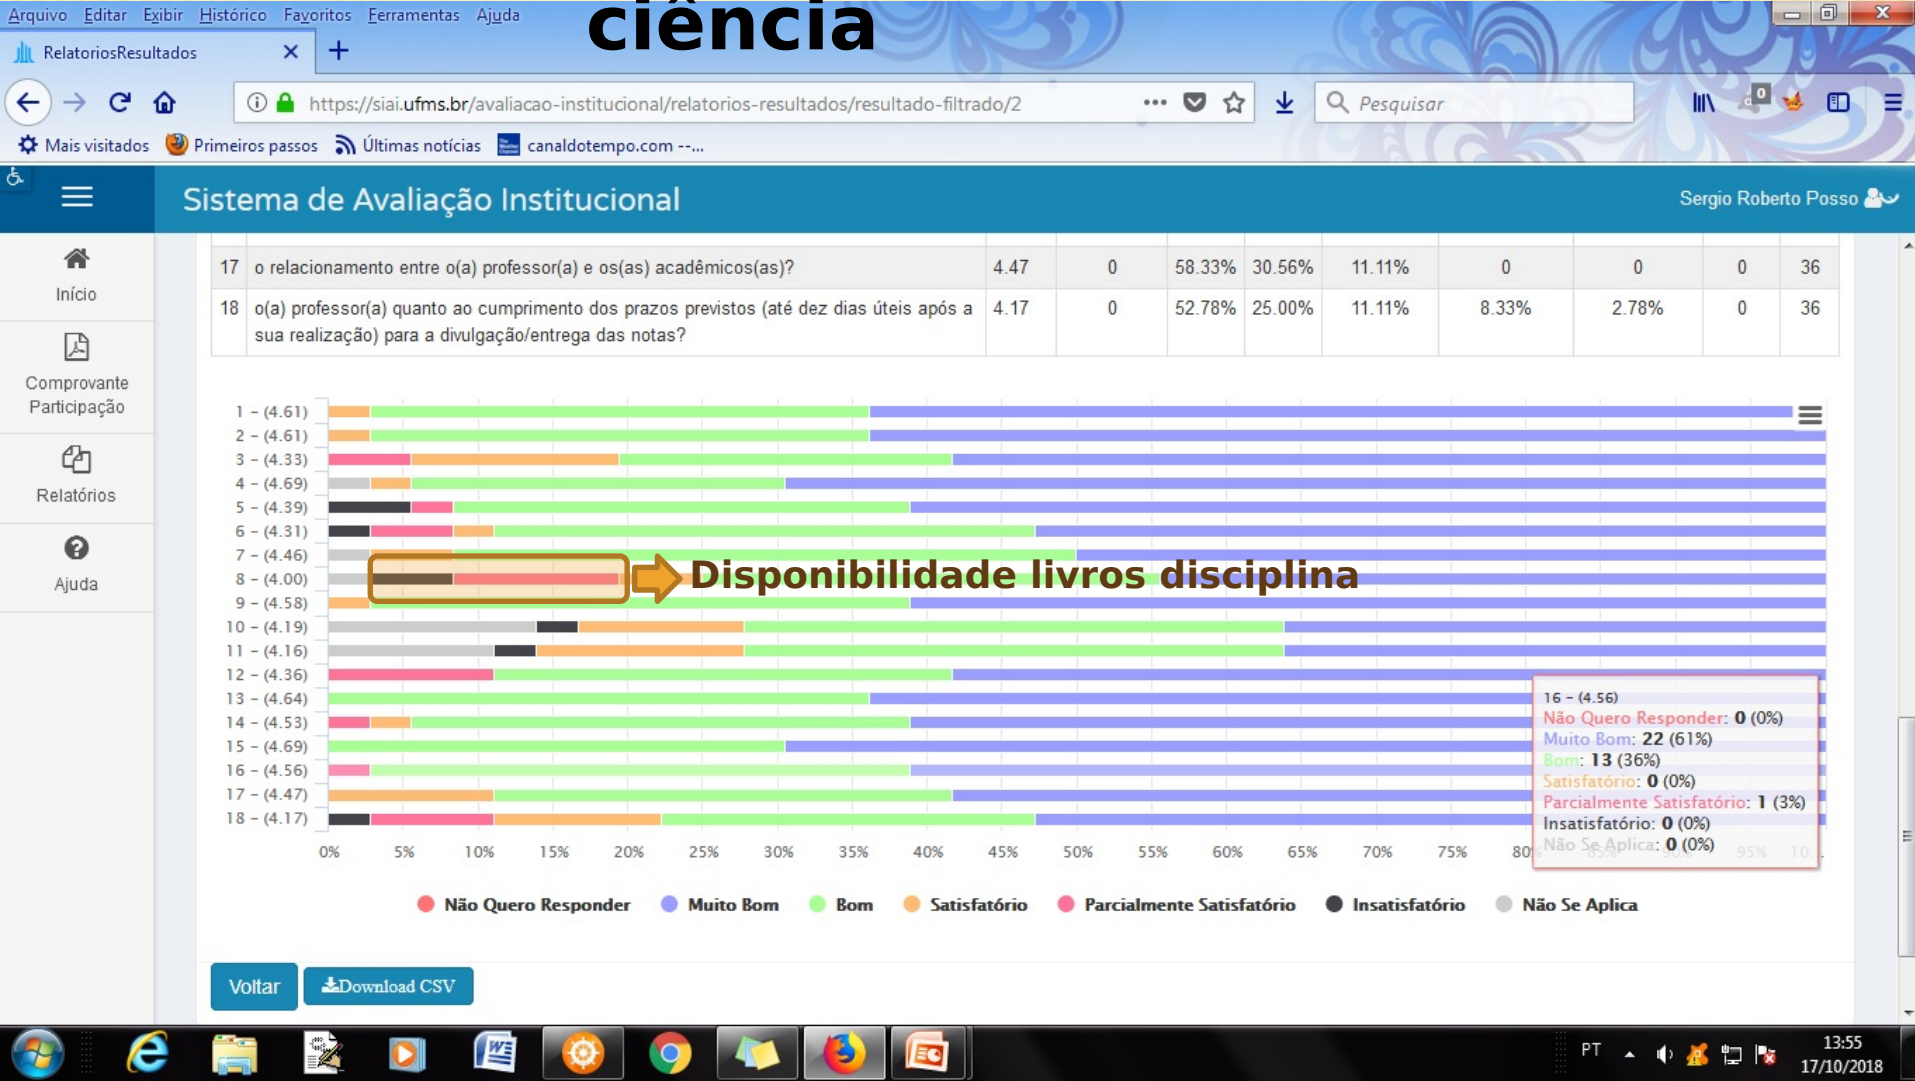 Arquivo Editar Exibir Histórico Favoritos Ferramentas Ajuda
ciência
RelatoriosResultados
https://siai.ufms.br/avaliacao-institucional/relatorios-resultados/resultado-filtrado/2
Pesquisar
0
Mais visitados Primeiros passos Últimas notícias canaldotempo.com --...
Sistema de Avaliação Institucional
Sergio Roberto Posso
Início
Comprovante
Participação
Relatórios
Ajuda
17 o relacionamento entre o(a) professor(a) e os(as) acadêmicos(as)? 4.47 0 58.33% 30.56% 11.11% 0 0 0 36
18 o(a) professor(a) quanto ao cumprimento dos prazos previstos (até dez dias úteis após a 4.17 0 52.78% 25.00% 11.11% 8.33% 2.78% 0 36
sua realização) para a divulgação/entrega das notas?
1 - (4.61)
2 - (4.61)
3 - (4.33)
4 - (4.69)
5 - (4.39)
6 - (4.31)
7 - (4.46)
8 - (4.00)
Disponibilidade livros disciplina
9 - (4.58)
10 - (4.19)
11 - (4.16)
12 - (4.36)
13 - (4.64)
14 - (4.53)
15 - (4.69)
16 - (4.56)
17 - (4.47)
18 - (4.17)
16 - (4.56)
Não Quero Responder: 0 (0%)
Muito Bom: 22 (61%)
Bom: 13 (36%)
Satisfatório: 0 (0%)
Parcialmente Satisfatório: 1 (3%)
Insatisfatório: 0 (0%)
Não Se Aplica: 0 (0%)
0% 5% 10% 15% 20% 25% 30% 35% 40% 45% 50% 55% 60% 65% 70% 75% 80 95% 10...
Não Quero Responder Muito Bom Bom Satisfatório Parcialmente Satisfatório Insatisfatório Não Se Aplica
Voltar Download CSV
PT
13:55
17/10/2018